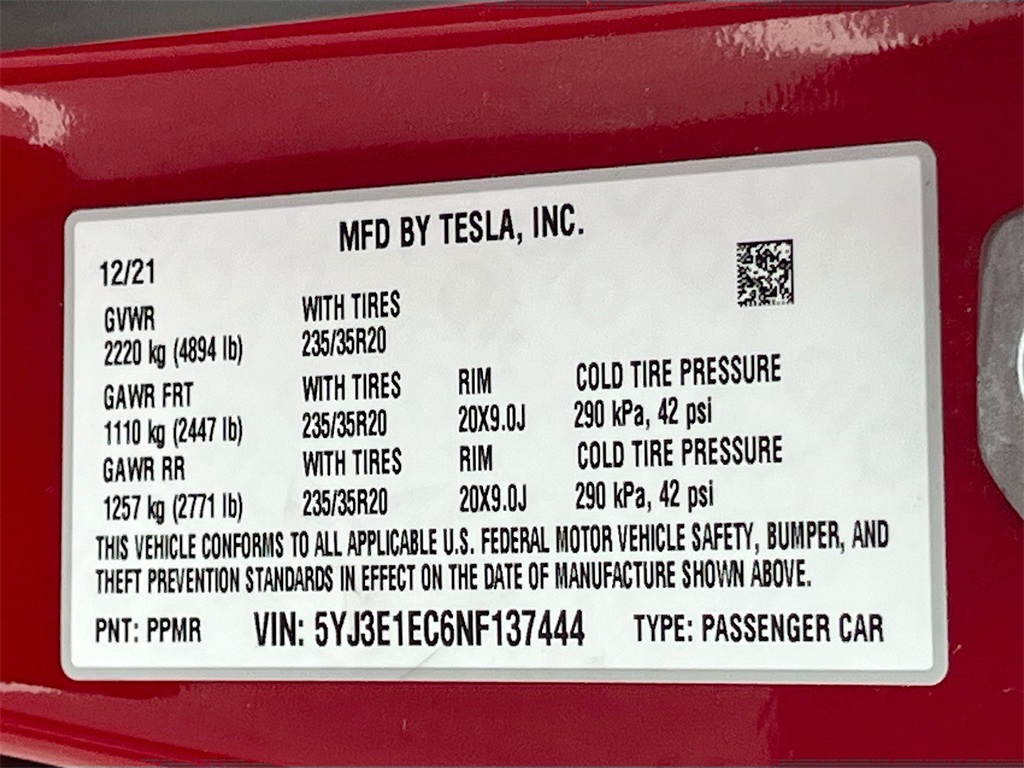 MFD BY TESLA, INC.
12/21
GVWR WITH TIRES
2220 kg (4894 lb) 235/35R20
GAWR FRT WITH TIRES RIM COLD TIRE PRESSURE
1110 kg (2447 lb) 235/35R20 20X9.0J 290 kPa, 42 psi
GAWR RR WITH TIRES RIM COLD TIRE PRESSURE
1257 kg (2771 lb) 235/35R20 20X9.0J 290 kPa, 42 psi
THIS VEHICLE CONFORMS TO ALL APPLICABLE U.S. FEDERAL MOTOR VEHICLE SAFETY, BUMPER, AND
THEFT PREVENTION STANDARDS IN EFFECT ON THE DATE OF MANUFACTURE SHOWN ABOVE.
PNT: PPMR VIN: 5YJ3E1EC6NF137444 TYPE: PASSENGER CAR